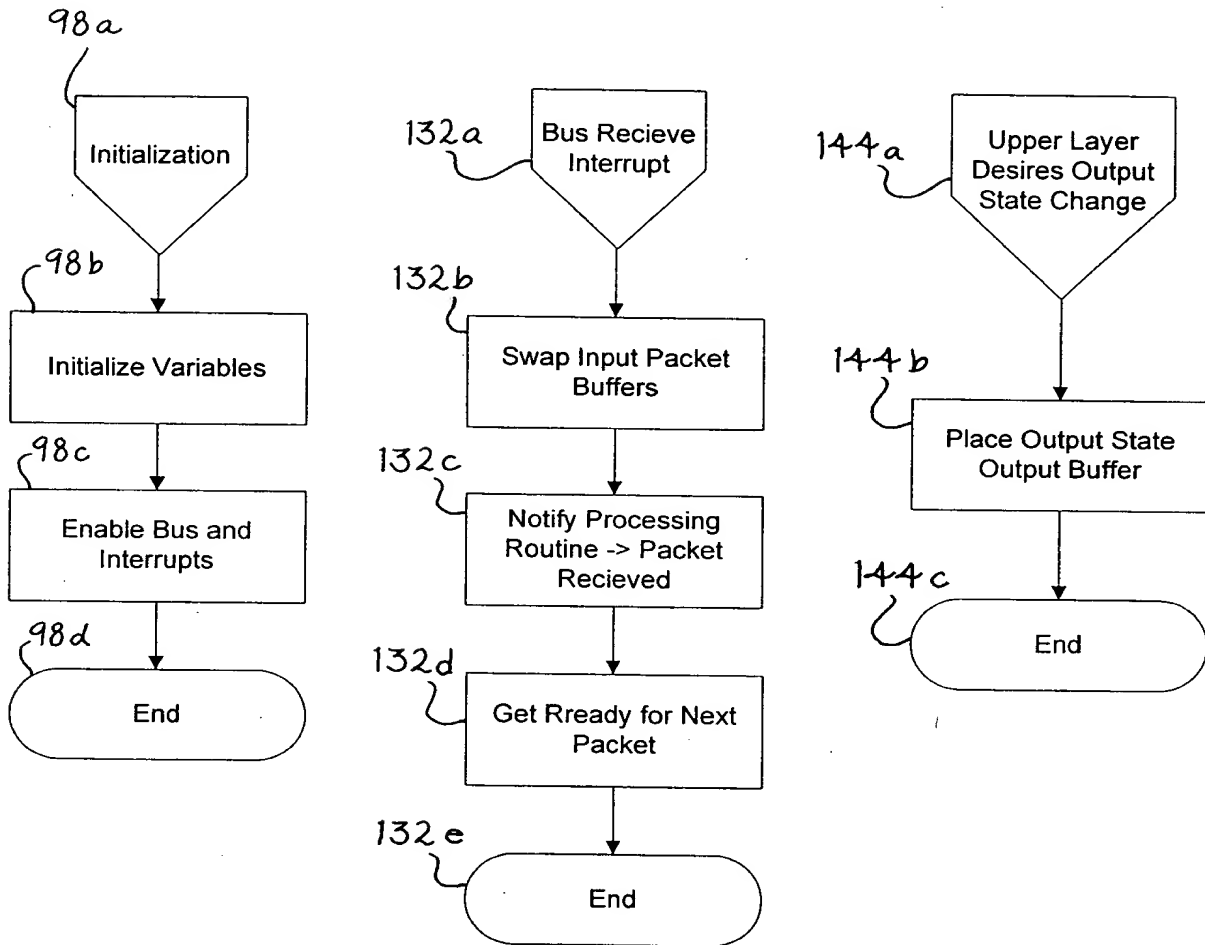 98a
Initialization
98b
Initialize Variables
98c
Enable Bus and
Interrupts
98d
End
132a
Bus Recieve
Interrupt
132b
Swap Input Packet
Buffers
132c
Notify Processing
Routine -> Packet
Recieved
132d
Get Rready for Next
Packet
132e
End
144a
Upper Layer
Desires Output
State Change
144b
Place Output State
Output Buffer
144c
End